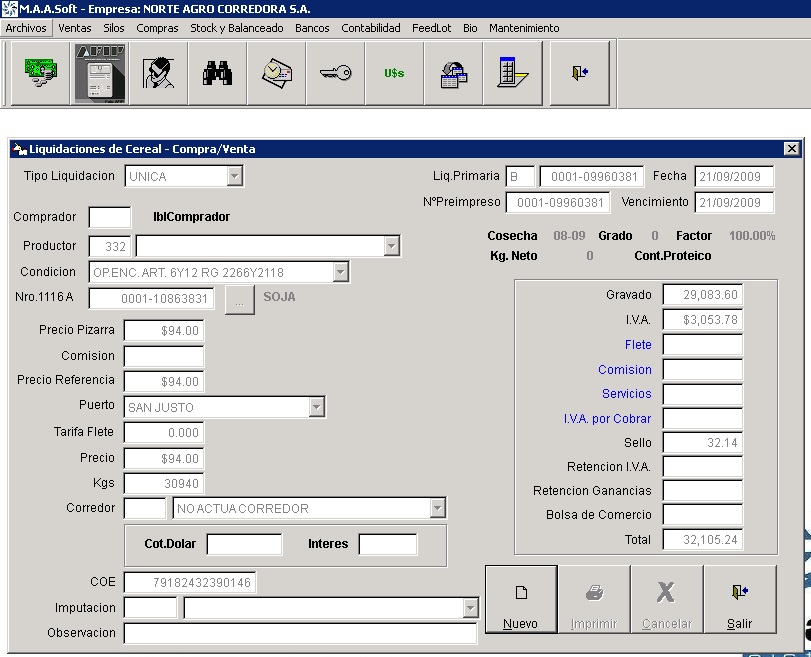 M.A.A.Soft - Empresa: NORTE AGRO CORREDORA S.A.
Archivos Ventas Silos Compras Stock y Balanceado Bancos Contabilidad FeedLot Bio Mantenimiento
AFIP U$s
Liquidaciones de Cereal - Compra/Venta
Tipo Liquidacion UNICA Liq.Primaria B 0001-09960381 Fecha 21/09/2009
NºPreimpreso 0001-09960381 Vencimiento 21/09/2009
Comprador lblComprador
Cosecha 08-09 Grado 0 Factor 100.00%
Productor 332
Kg. Neto 0 Cont.Proteico
Condicion OP.ENC. ART. 6Y12 RG 2266Y2118
Nro.1116 A 0001-10863831 ... SOJA
Gravado 29,083.60
I.V.A. $3,053.78
Precio Pizarra $94.00
Flete
Comision
Comision
Precio Referencia $94.00
Servicios
Puerto SAN JUSTO
I.V.A. por Cobrar
Tarifa Flete 0.000
Sello 32.14
Precio $94.00
Retencion I.V.A.
Kgs 30940
Retencion Ganancias
Corredor NO ACTUA CORREDOR
Bolsa de Comercio
Cot.Dolar Interes
Total 32,105.24
COE 79182432390146
Imputacion
Observacion
Nuevo Imprimir Cancelar Salir